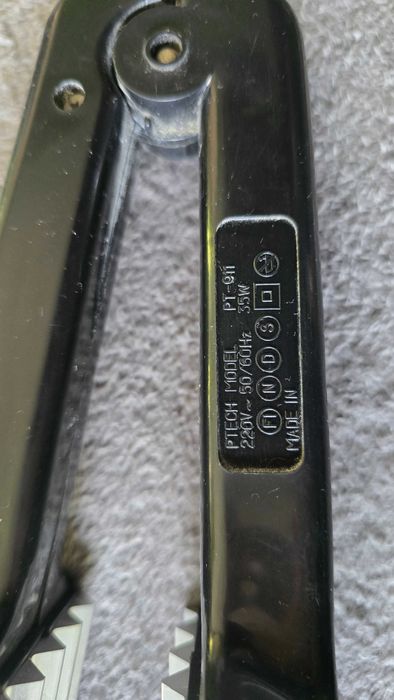 PTECH MODEL PT-911
220V~ 50/60Hz 35W
FI N D S
MADE IN